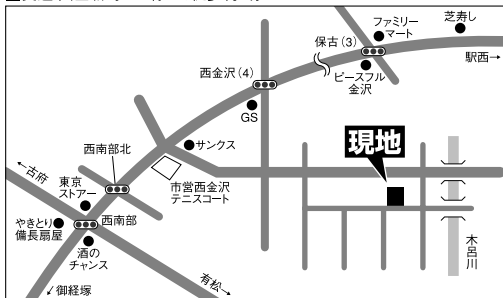 芝寿し
ファミリー
マート
保古（3）
駅西→
西金沢（4）
ピースフル
金沢
GS
サンクス
現地
西南部北
←古府
東京
ストアー
市営西金沢
テニスコート
やきとり
備長扇屋
西南部
酒の
チャンス
木呂川
有松→
↙御経塚